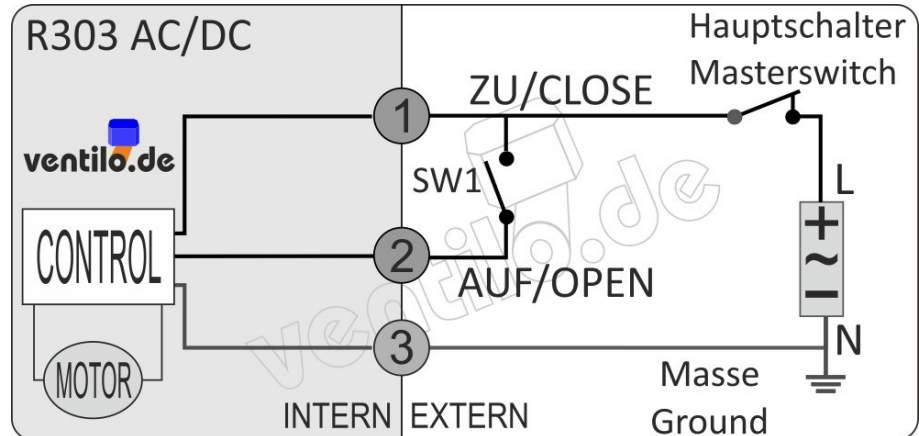 R303 AC/DC
Hauptschalter
Masterswitch
ventilo.de
1
ZU/CLOSE
SW1
L
+
~
−
CONTROL
2
AUF/OPEN
ventilo.de
3
N
MOTOR
Masse
Ground
INTERN EXTERN